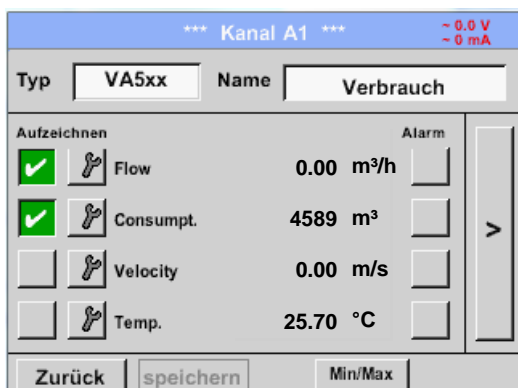 *** Kanal A1 ***
~ 0.0 V
~ 0 mA
Typ VA5xx Name Verbrauch
Aufzeichnen Alarm
Flow 0.00 m³/h
Consumpt. 4589 m³
Velocity 0.00 m/s
Temp. 25.70 °C
>
Zurück speichern Min/Max